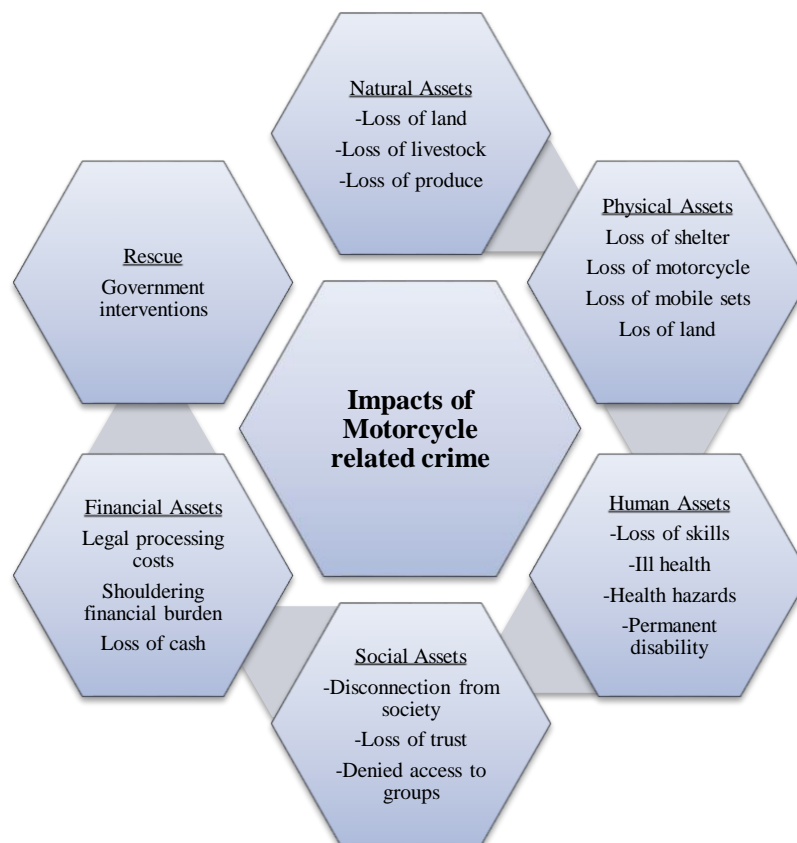 Natural Assets
-Loss of land
-Loss of livestock
-Loss of produce
Physical Assets
Loss of shelter
Loss of motorcycle
Loss of mobile sets
Los of land
Rescue
Government
interventions
Impacts of
Motorcycle
related crime
Financial Assets
Legal processing
costs
Shouldering
financial burden
Loss of cash
Human Assets
-Loss of skills
-Ill health
-Health hazards
-Permanent
disability
Social Assets
-Disconnection from
society
-Loss of trust
-Denied access to
groups